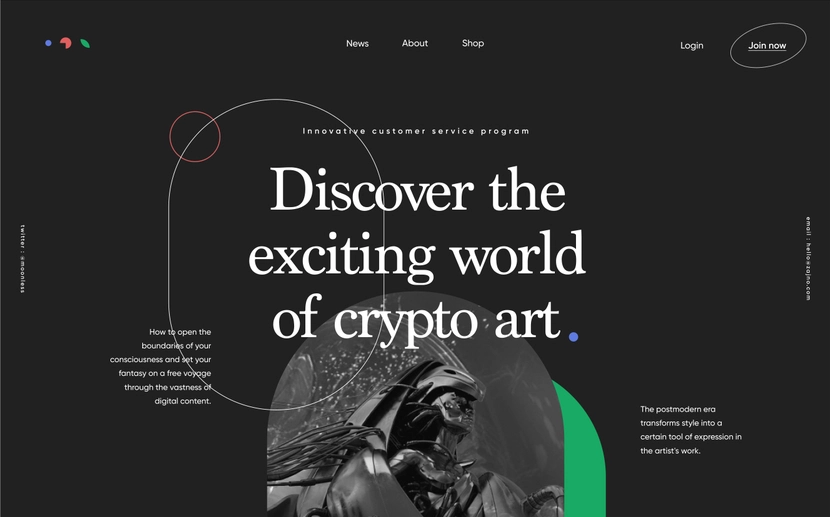 News
About
Shop
Login
Join now
Innovative customer service program
Discover the
exciting world
of crypto art.
twitter : @moonless
email : hello@zajno.com
How to open the
boundaries of your
consciousness and set your
fantasy on a free voyage
through the vastness of
digital content.
The postmodern era
transforms style into a
certain tool of expression in
the artist's work.